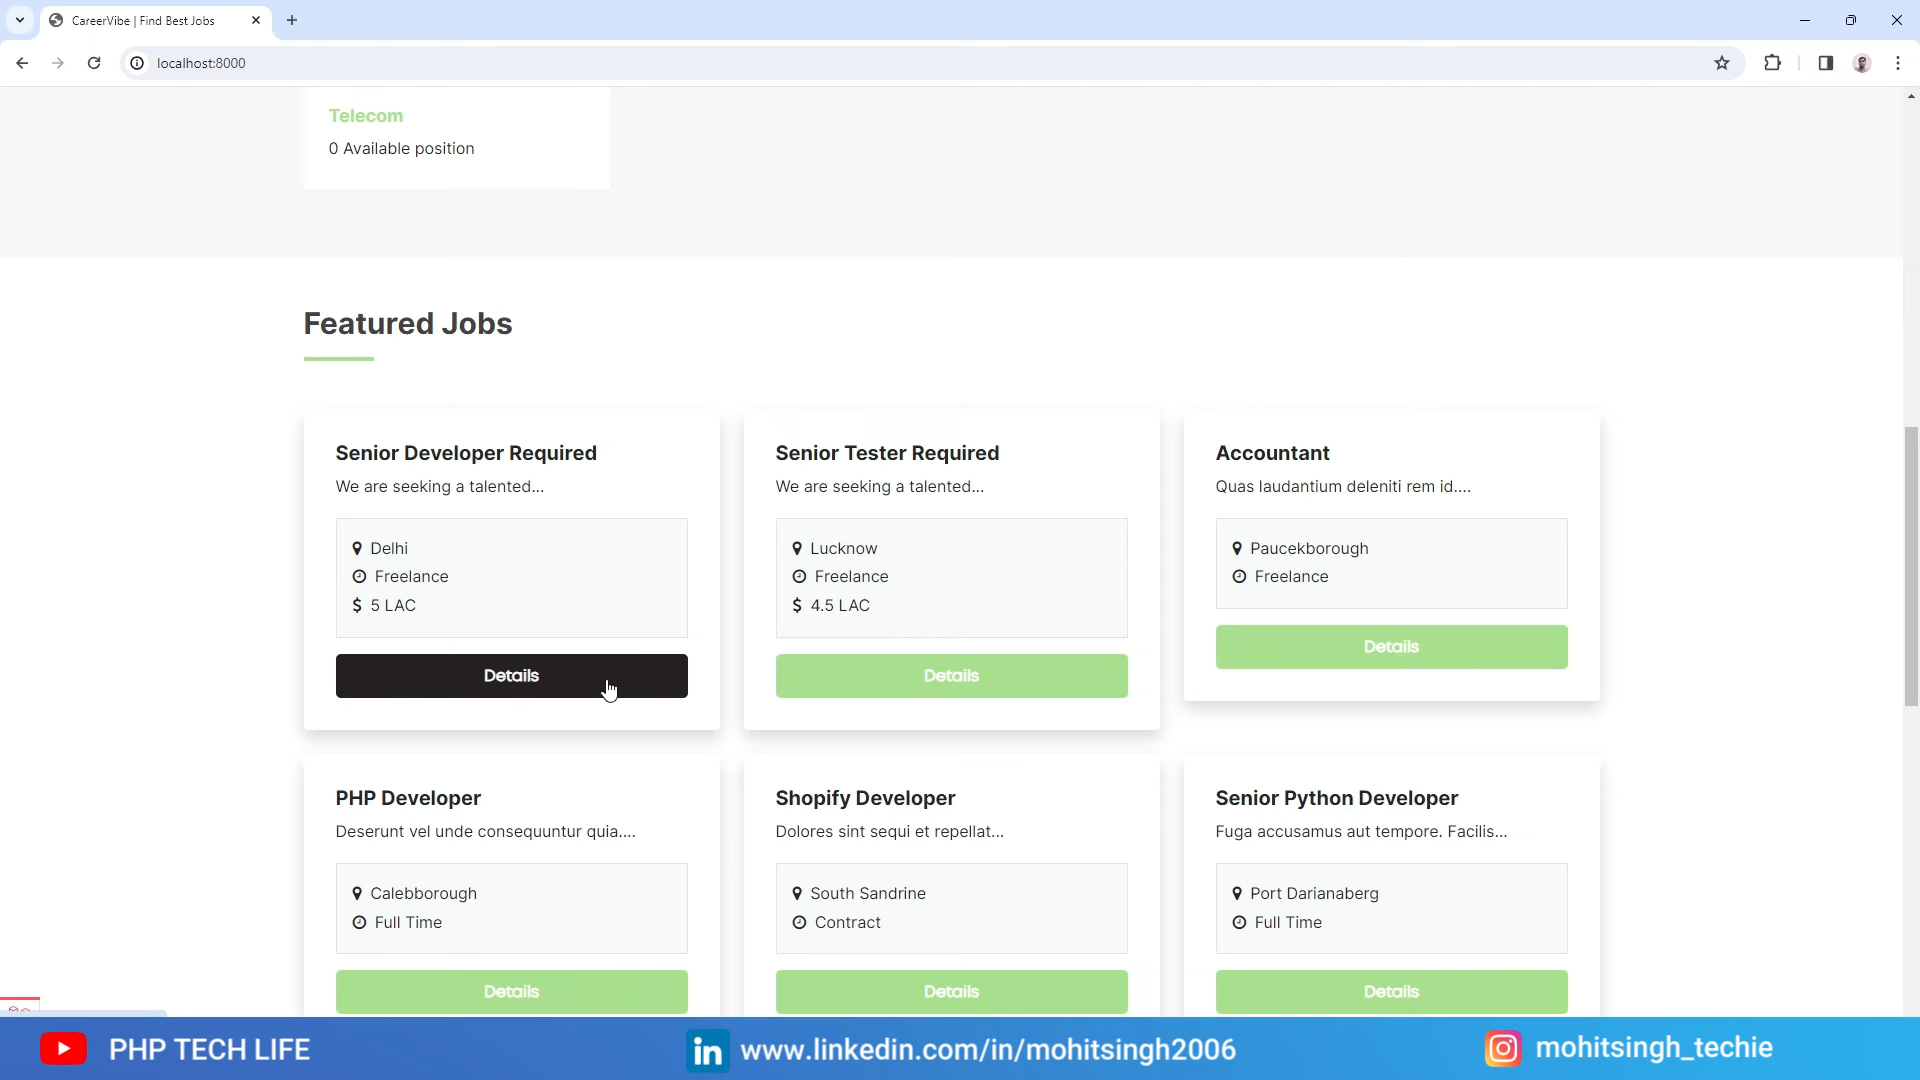 CareerVibe | Find Best Jobs
localhost:8000
Telecom
0 Available position
Featured Jobs
Senior Developer Required
We are seeking a talented...
Delhi
Freelance
5 LAC
Details
Senior Tester Required
We are seeking a talented...
Lucknow
Freelance
4.5 LAC
Details
Accountant
Quas laudantium deleniti rem id....
Paucekborough
Freelance
Details
PHP Developer
Deserunt vel unde consequuntur quia....
Calebborough
Full Time
Details
Shopify Developer
Dolores sint sequi et repellat...
South Sandrine
Contract
Details
Senior Python Developer
Fuga accusamus aut tempore. Facilis...
Port Darianaberg
Full Time
Details
PHP TECH LIFE
www.linkedin.com/in/mohitsingh2006
mohitsingh_techie